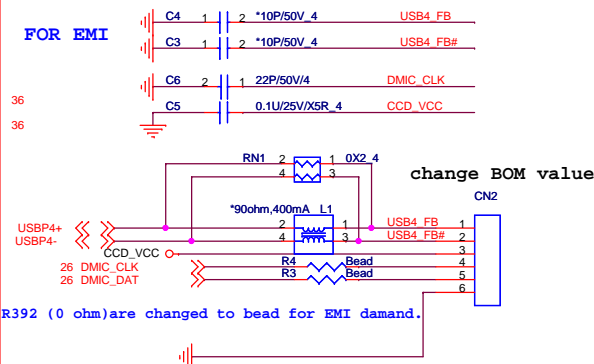 FOR EMI
C4 1 2 *10P/50V_4 USB4_FB
C3 1 2 *10P/50V_4 USB4_FB#
C6 2 1 22P/50V/4 DMIC_CLK
C5 0.1U/25V/X5R_4 CCD_VCC
36
36
RN1 2 1 0X2_4
4 3
change BOM value
CN2
*90ohm,400mA L1
USBP4+ 2 1 USB4_FB 1
USBP4- 4 3 USB4_FB# 2
CCD_VCC 3
26 DMIC_CLK R4 Bead 4
26 DMIC_DAT R3 Bead 5
6
R392 (0 ohm)are changed to bead for EMI damand.